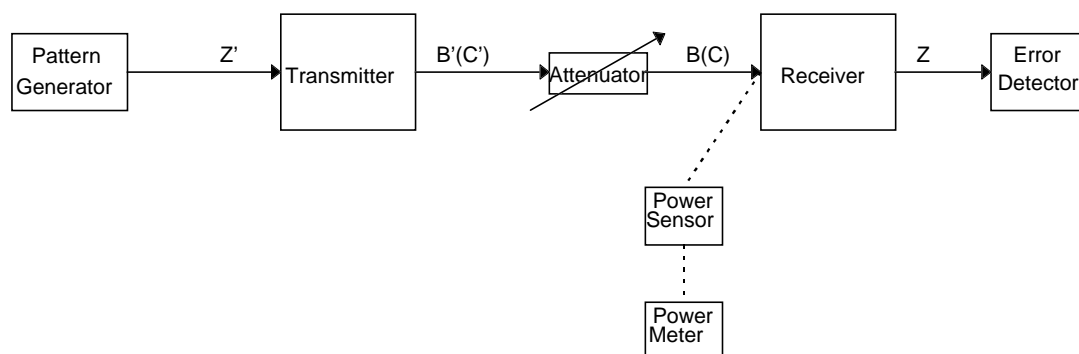 Pattern
Generator
Z’
Transmitter
B’(C’)
Attenuator
B(C)
Receiver
Z
Error
Detector
Power
Sensor
Power
Meter